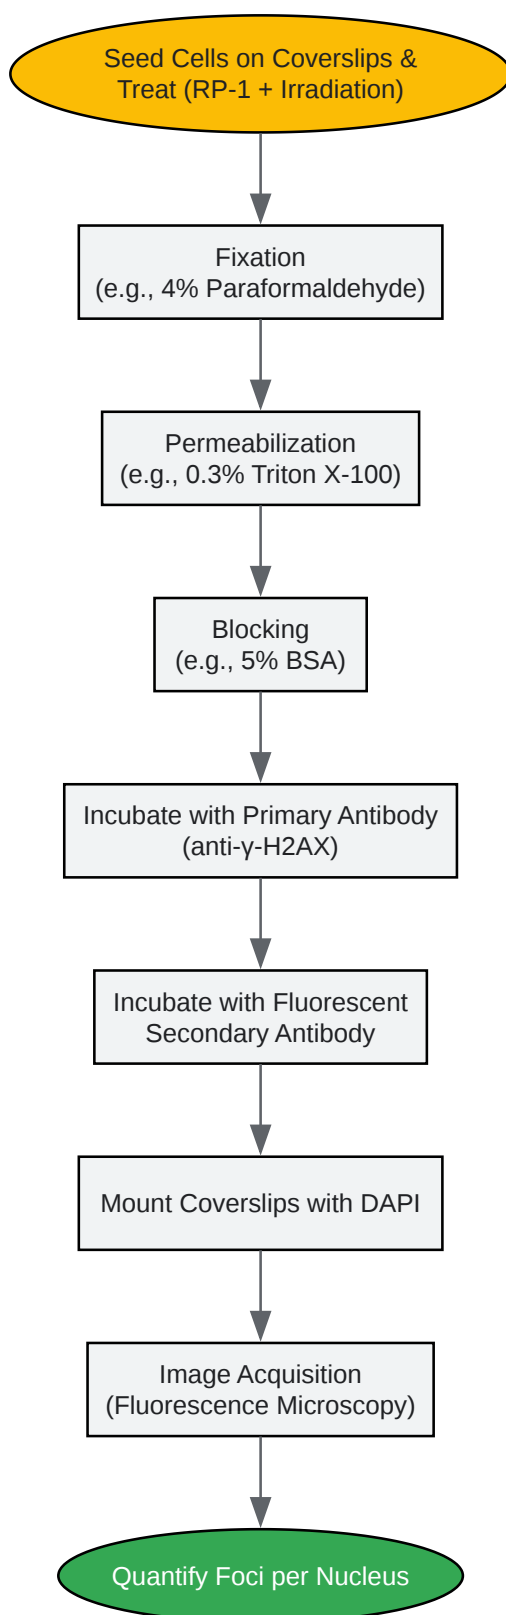 Seed Cells on Coverslips &
Treat (RP-1 + Irradiation)
Fixation
(e.g., 4% Paraformaldehyde)
Permeabilization
(e.g., 0.3% Triton X-100)
Blocking
(e.g., 5% BSA)
Incubate with Primary Antibody
(anti-γ-H2AX)
Incubate with Fluorescent
Secondary Antibody
Mount Coverslips with DAPI
Image Acquisition
(Fluorescence Microscopy)
Quantify Foci per Nucleus